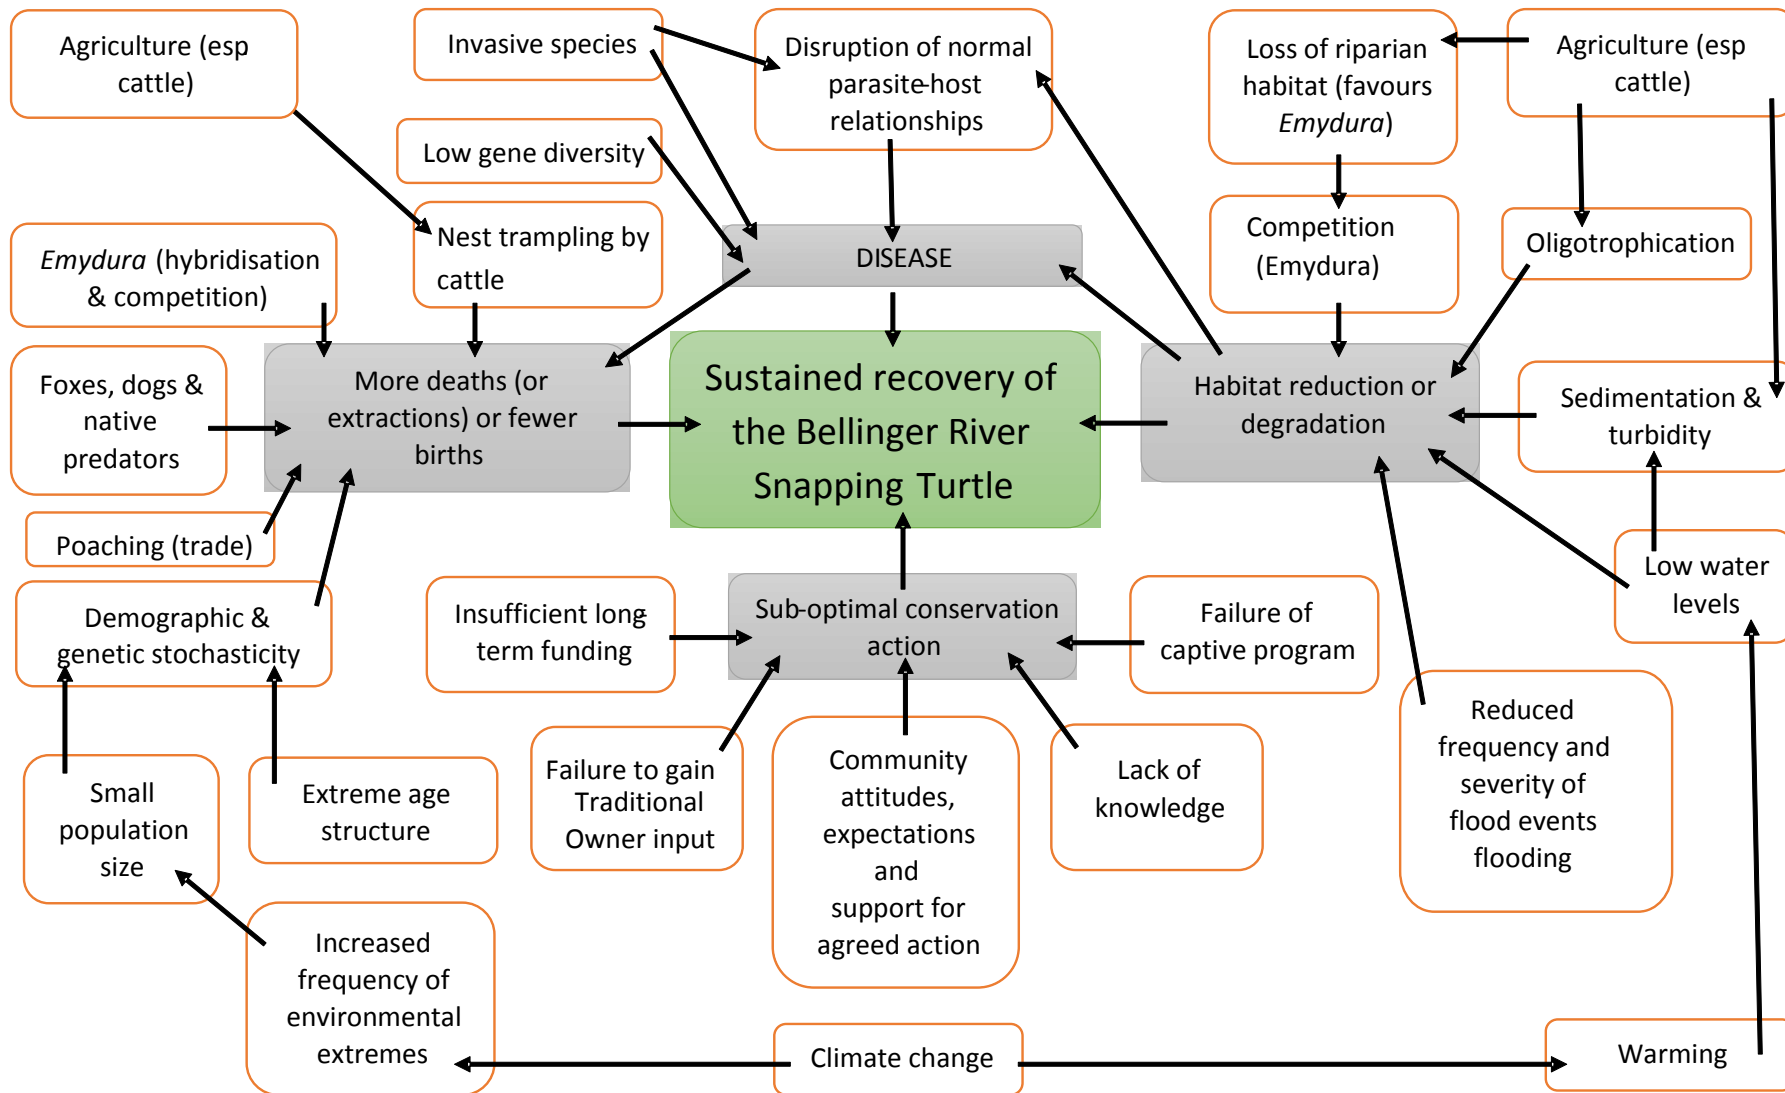 Agriculture (esp
cattle)
Invasive species
Disruption of normal
parasite-host
relationships
Loss of riparian
habitat (favours
Emydura)
Agriculture (esp
cattle)
Low gene diversity
Nest trampling by
cattle
DISEASE
Competition
(Emydura)
Oligotrophication
Emydura (hybridisation
& competition)
Foxes, dogs &
native
predators
More deaths (or
extractions) or fewer
births
Sustained recovery of
the Bellinger River
Snapping Turtle
Habitat reduction or
degradation
Sedimentation &
turbidity
Poaching (trade)
Demographic &
genetic stochasticity
Insufficient long-
term funding
Sub-optimal conservation
action
Failure of
captive program
Low water
levels
Small
population
size
Extreme age
structure
Failure to gain
Traditional
Owner input
Community
attitudes,
expectations
and
support for
agreed action
Lack of
knowledge
Reduced
frequency and
severity of
flood events
flooding
Increased
frequency of
environmental
extremes
Climate change
Warming